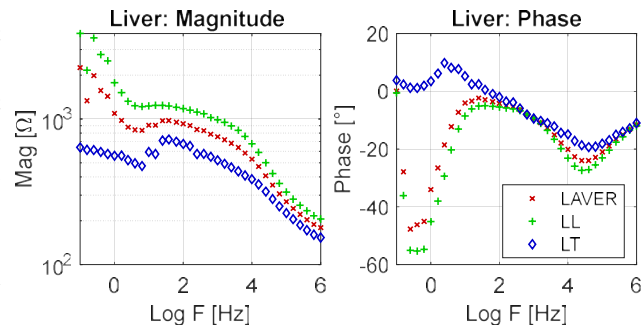 Liver: Magnitude
Mag [Ω]
10³
10²
0
2
4
6
Log F [Hz]
Liver: Phase
Phase [°]
20
0
-20
-40
-60
0
2
4
6
Log F [Hz]
LAVER
LL
LT